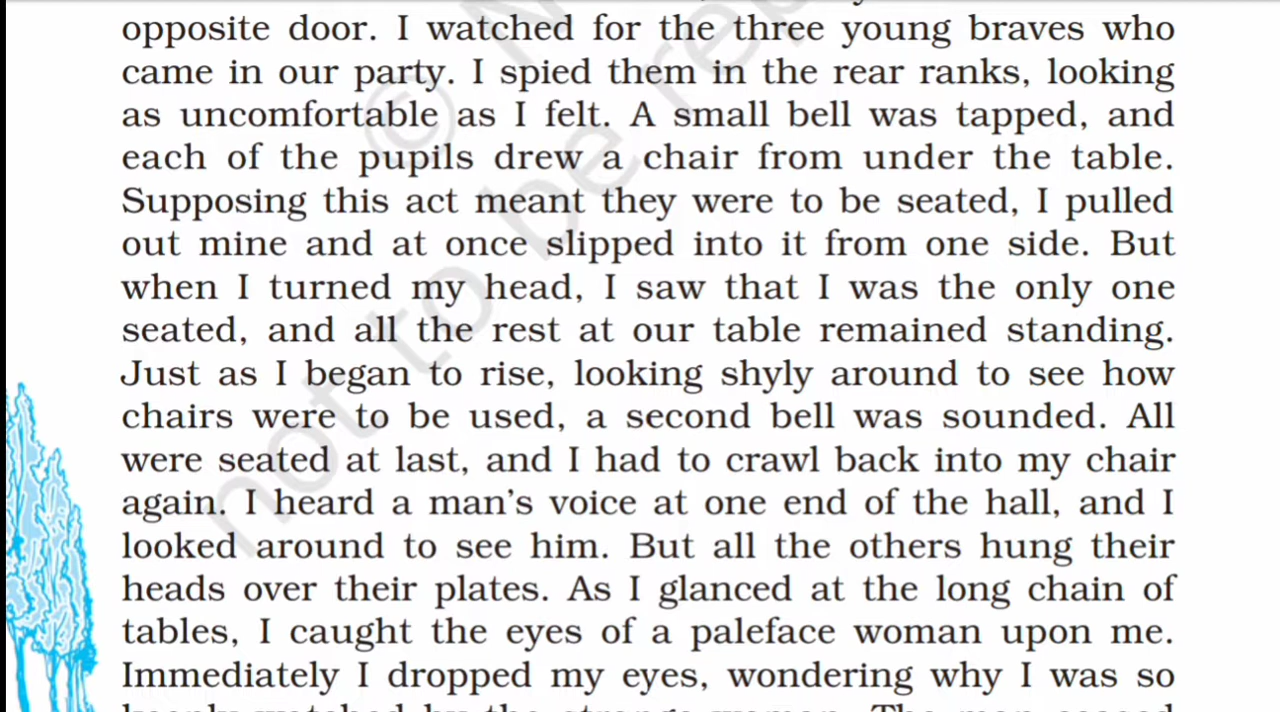 opposite door. I watched for the three young braves who
came in our party. I spied them in the rear ranks, looking
as uncomfortable as I felt. A small bell was tapped, and
each of the pupils drew a chair from under the table.
Supposing this act meant they were to be seated, I pulled
out mine and at once slipped into it from one side. But
when I turned my head, I saw that I was the only one
seated, and all the rest at our table remained standing.
Just as I began to rise, looking shyly around to see how
chairs were to be used, a second bell was sounded. All
were seated at last, and I had to crawl back into my chair
again. I heard a man’s voice at one end of the hall, and I
looked around to see him. But all the others hung their
heads over their plates. As I glanced at the long chain of
tables, I caught the eyes of a paleface woman upon me.
Immediately I dropped my eyes, wondering why I was so
© N
not to be rep